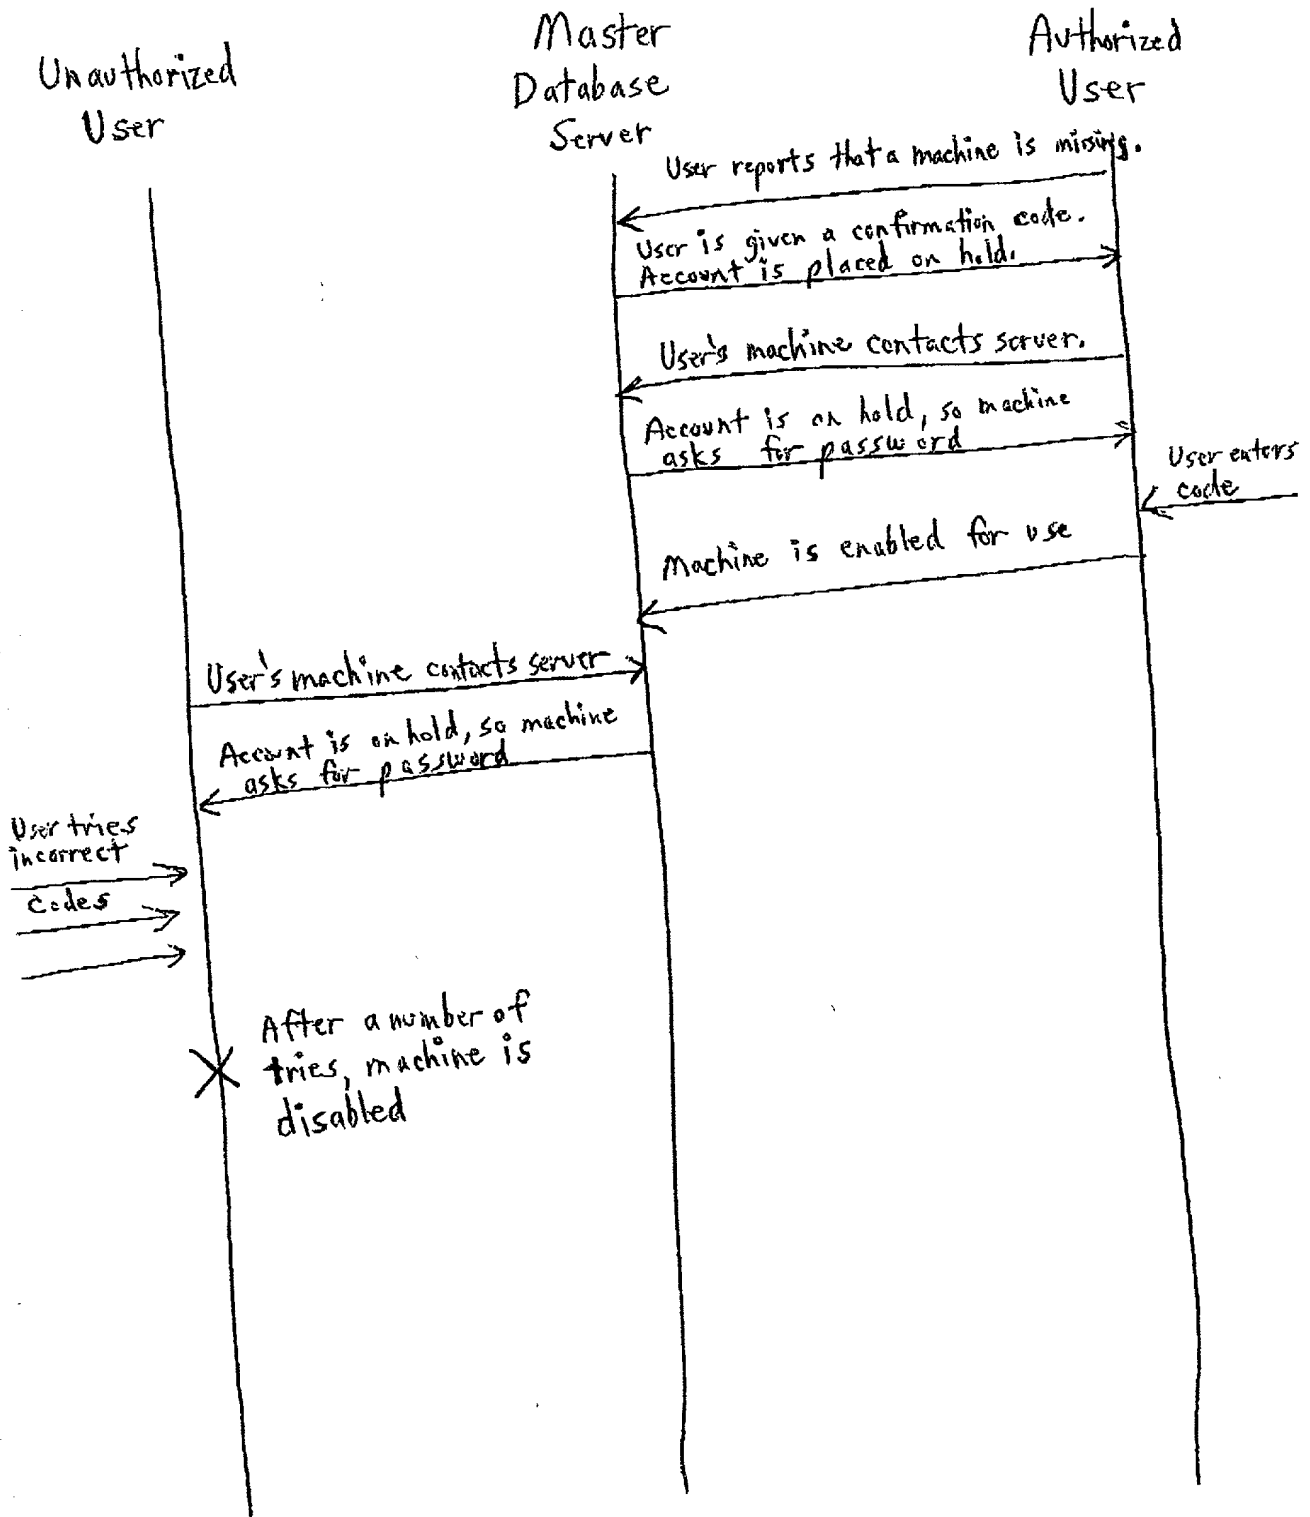 Unauthorized
User
Master
Database
Server
Authorized
User
User reports that a machine is missing.
User is given a confirmation code.
Account is placed on hold.
User's machine contacts server.
Account is on hold, so machine
asks for password
User enters
code
Machine is enabled for use
User's machine contacts server
Account is on hold, so machine
asks for password
User tries
incorrect
codes
After a number of
tries, machine is
disabled